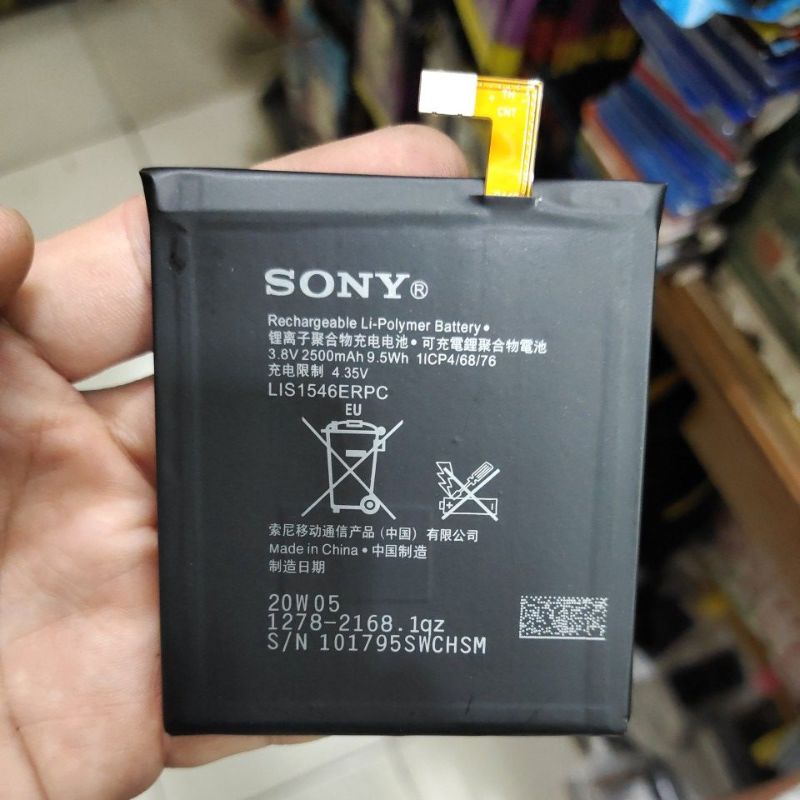 TH
CNT
SONY®
Rechargeable Li-Polymer Battery •
锂离子聚合物充电电池 • 可充電鋰聚合物電池
3.8V 2500mAh 9.5Wh 1ICP4/68/76
充电限制 4 35V
LIS1546ERPC
EU
索尼移动通信产品 (中国) 有限公司
Made in China • 中国制造
制造日期
20W05
1278-2168.1qz
S/N 101795SWCHSM